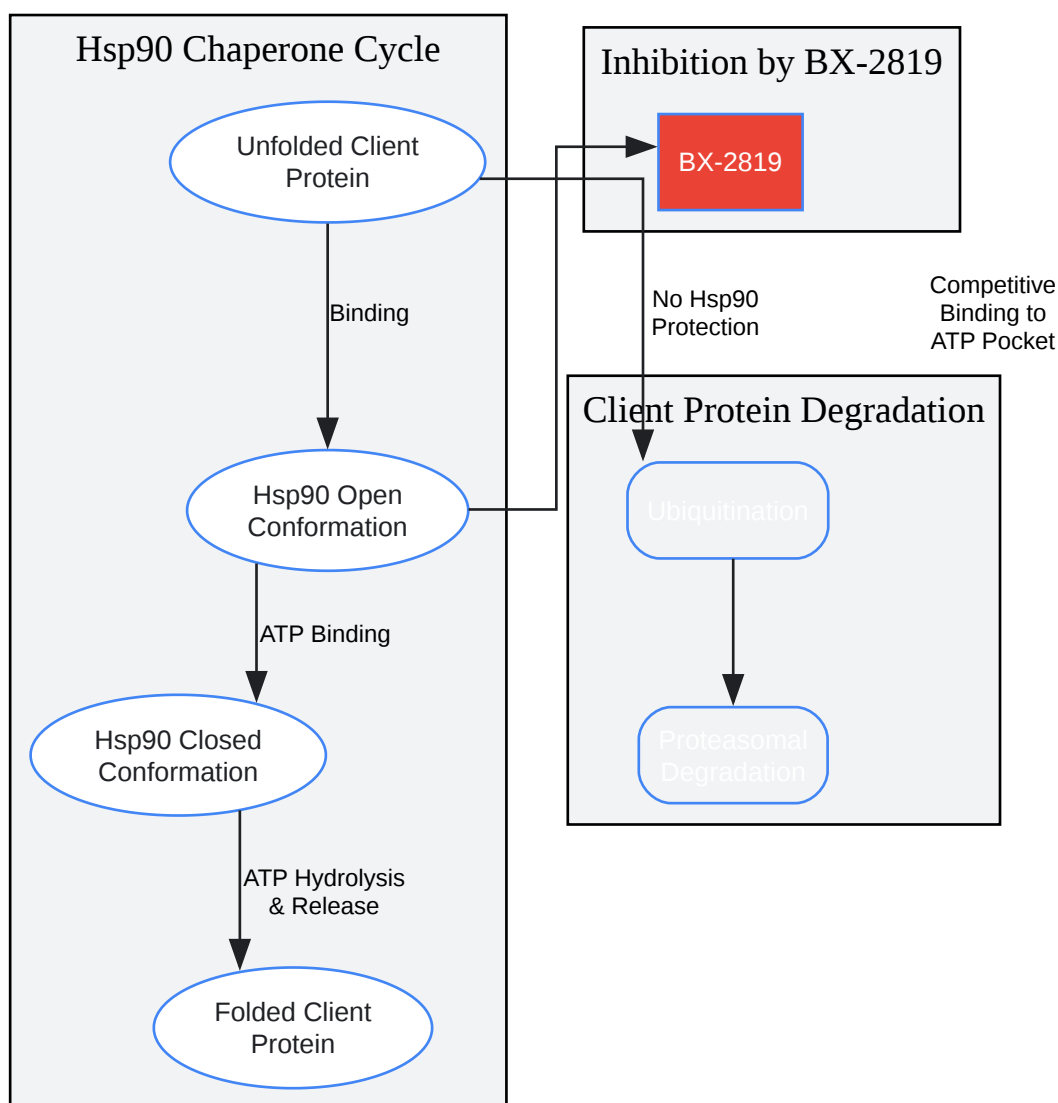 Hsp90 Chaperone Cycle
Unfolded Client
Protein
Binding
Hsp90 Open
Conformation
ATP Binding
Hsp90 Closed
Conformation
ATP Hydrolysis
& Release
Folded Client
Protein
Inhibition by BX-2819
BX-2819
No Hsp90
Protection
Competitive
Binding to
ATP Pocket
Client Protein Degradation
Ubiquitination
Proteasomal
Degradation